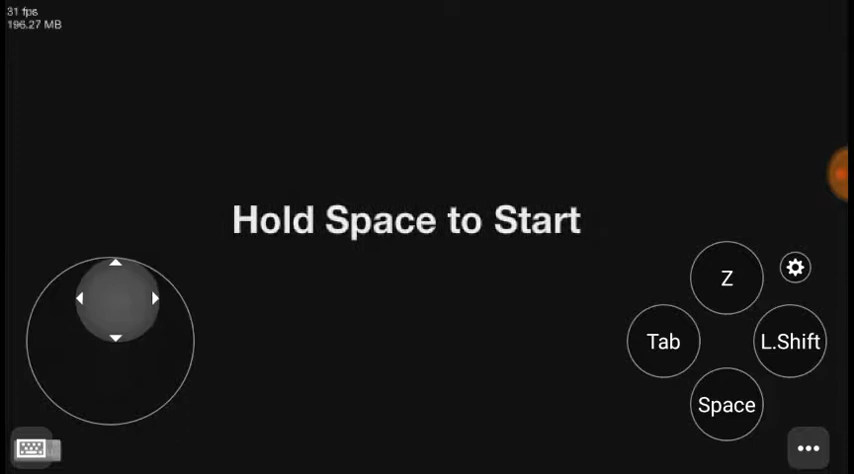 31 fps
196.27 MB
Hold Space to Start
Z
Tab
L.Shift
Space